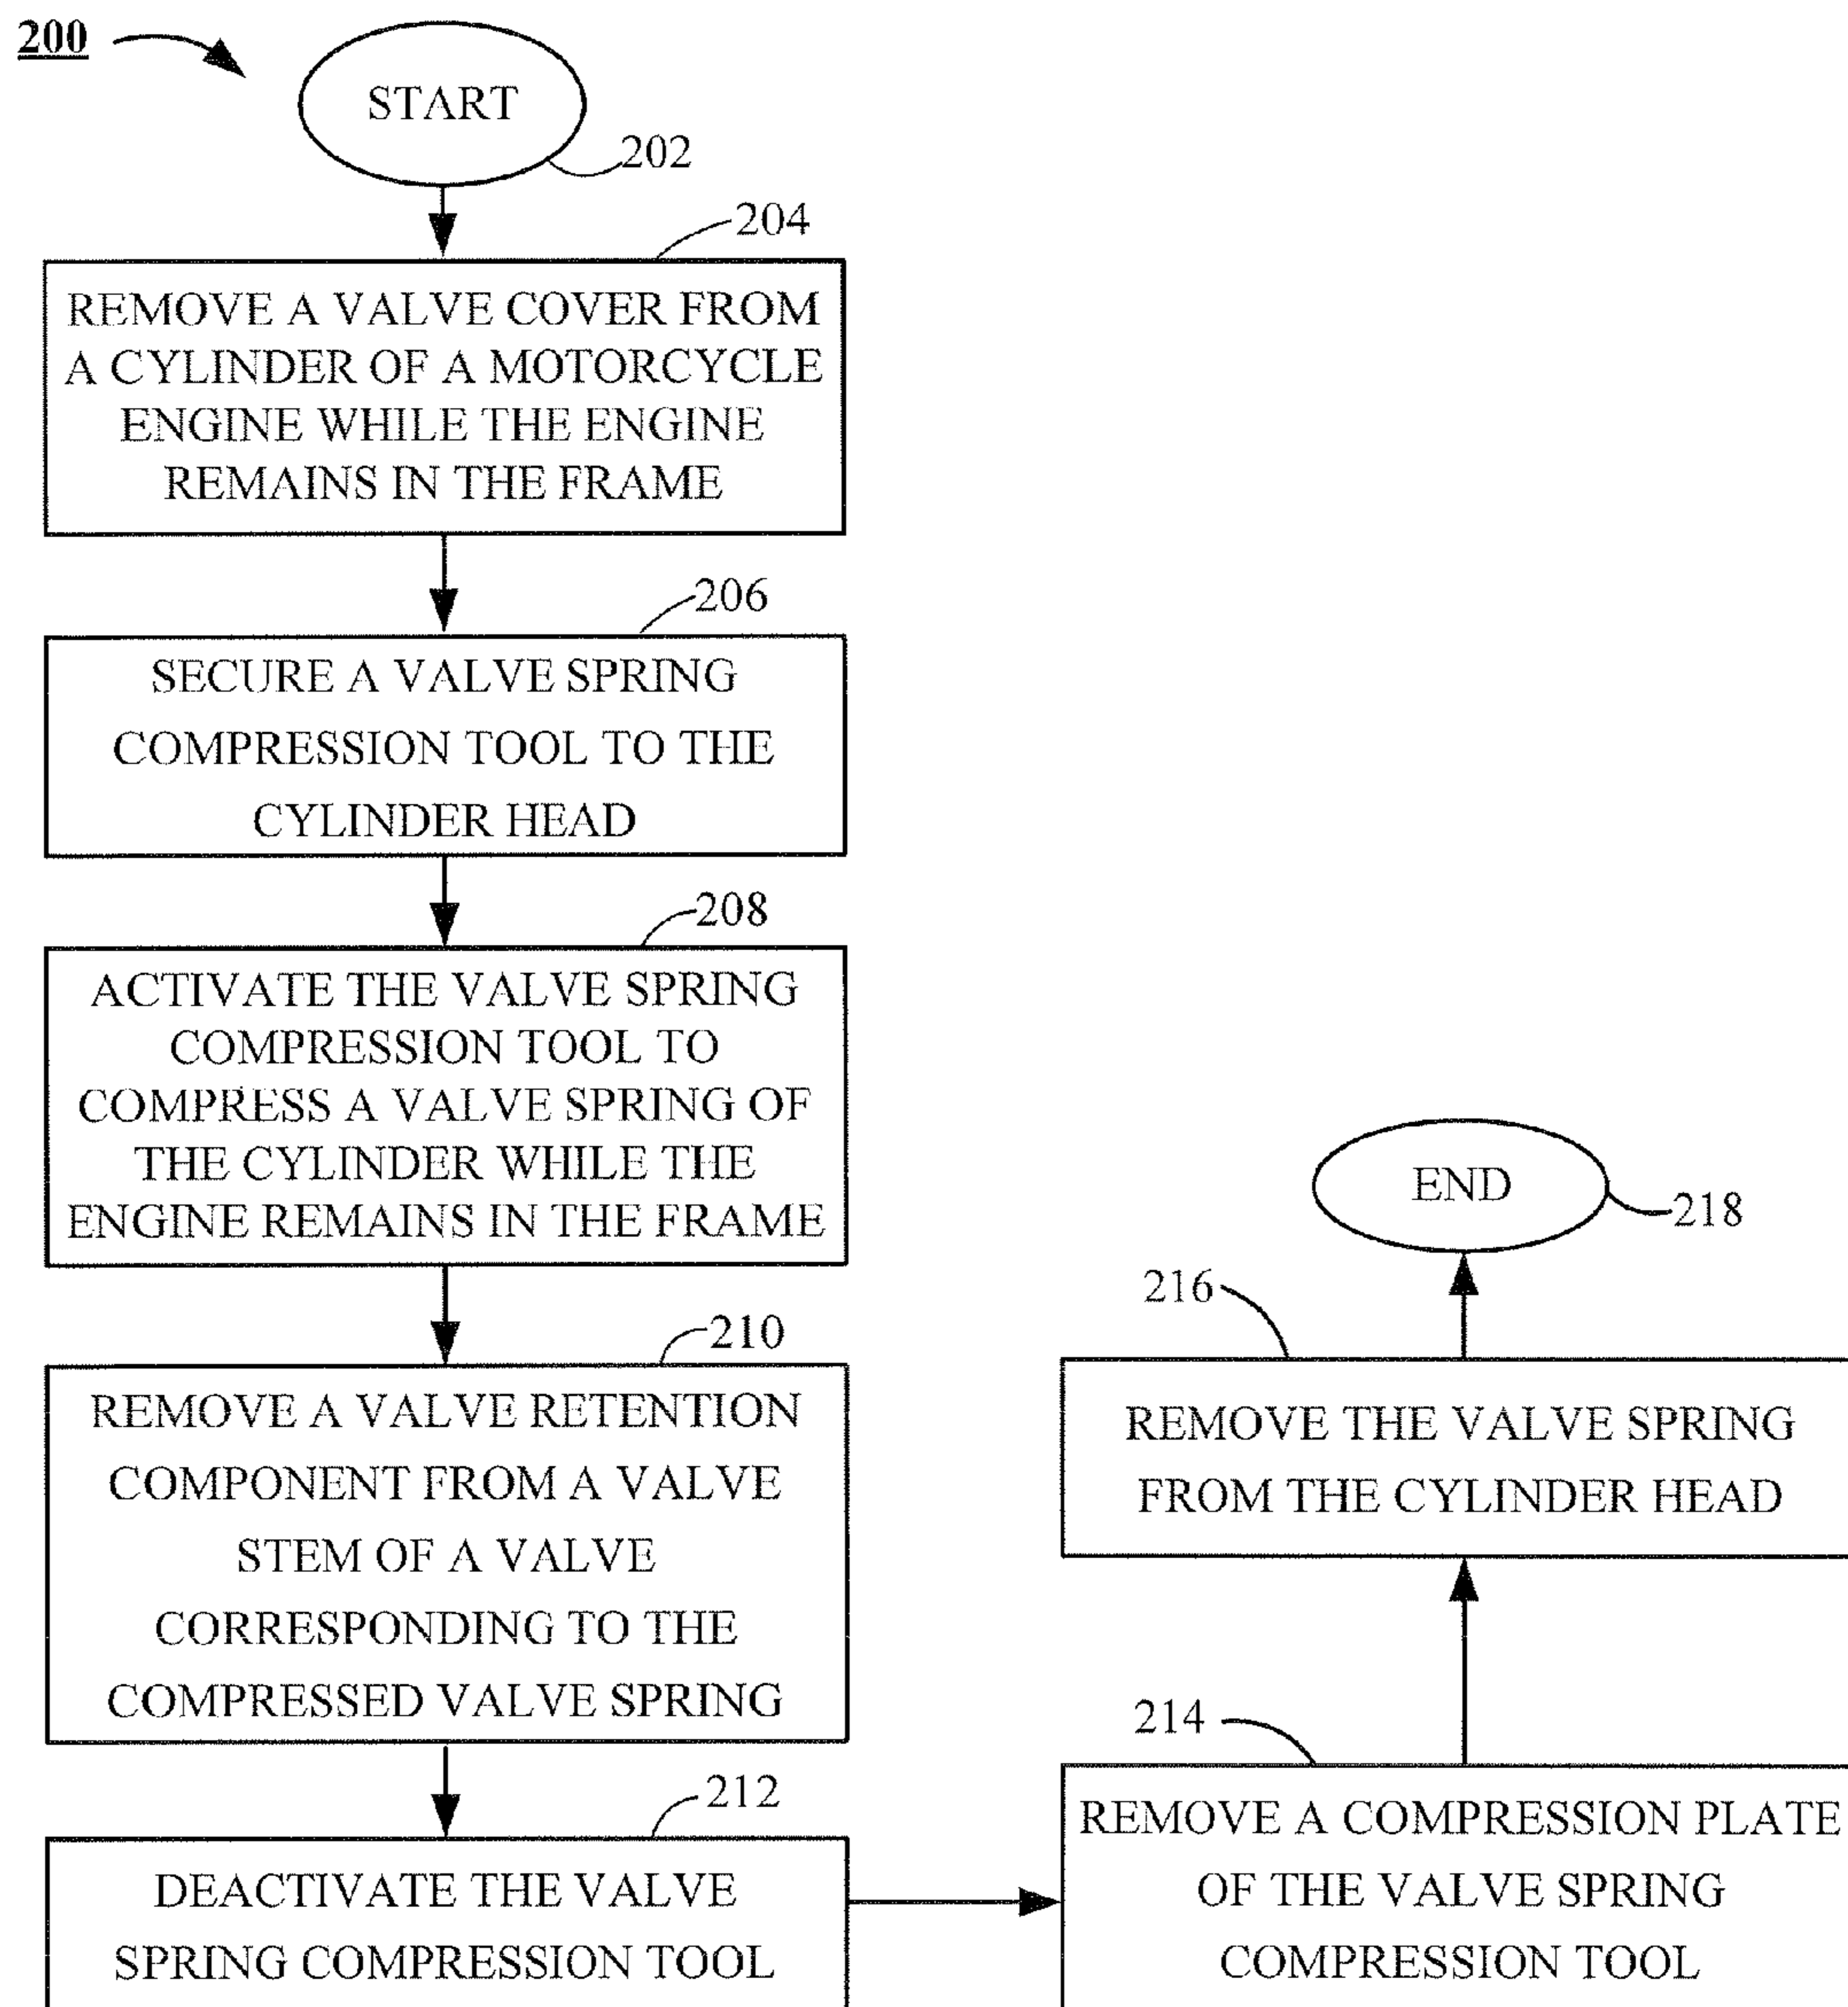 200
START
202
204
REMOVE A VALVE COVER FROM
A CYLINDER OF A MOTORCYCLE
ENGINE WHILE THE ENGINE
REMAINS IN THE FRAME
206
SECURE A VALVE SPRING
COMPRESSION TOOL TO THE
CYLINDER HEAD
208
ACTIVATE THE VALVE SPRING
COMPRESSION TOOL TO
COMPRESS A VALVE SPRING OF
THE CYLINDER WHILE THE
ENGINE REMAINS IN THE FRAME
210
REMOVE A VALVE RETENTION
COMPONENT FROM A VALVE
STEM OF A VALVE
CORRESPONDING TO THE
COMPRESSED VALVE SPRING
212
DEACTIVATE THE VALVE
SPRING COMPRESSION TOOL
214
REMOVE A COMPRESSION PLATE
OF THE VALVE SPRING
COMPRESSION TOOL
216
REMOVE THE VALVE SPRING
FROM THE CYLINDER HEAD
END
218